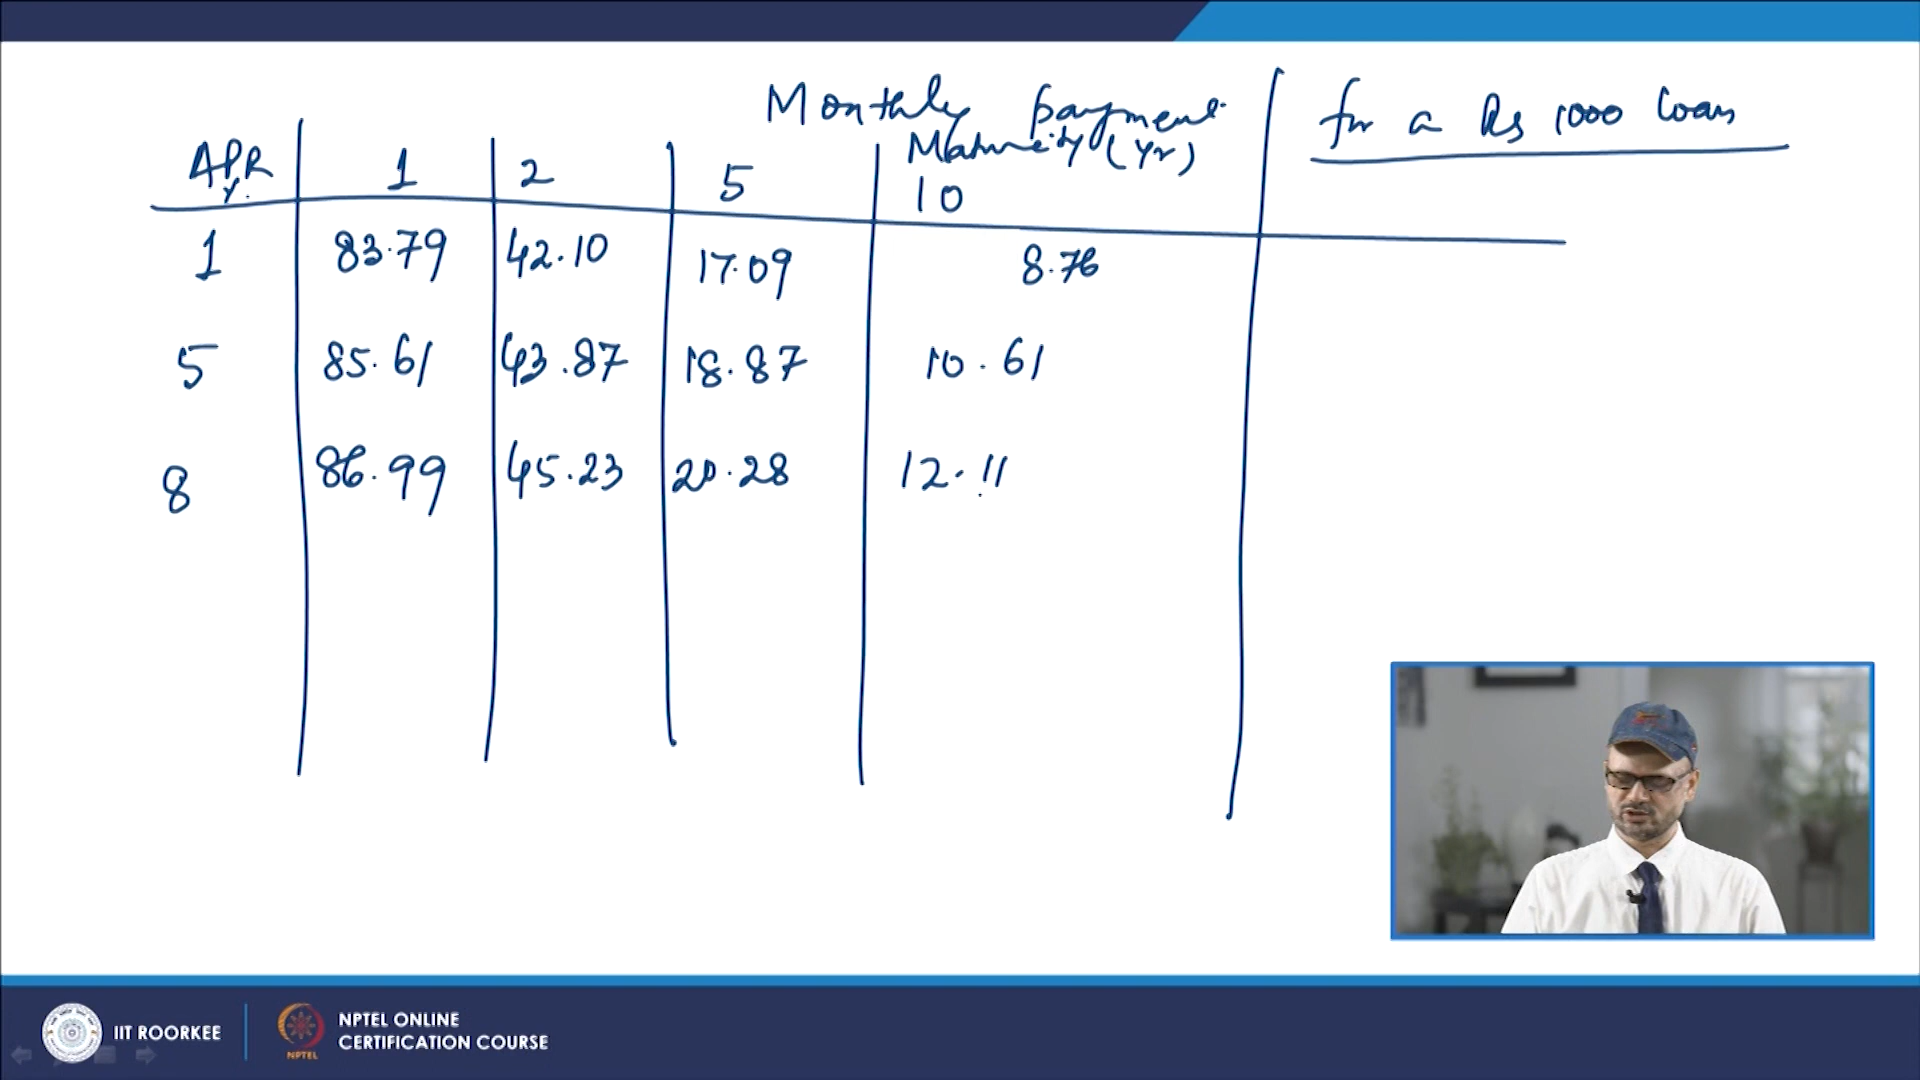 Monthly payment for a Rs 1000 loan
Maturity (Yr)
APR % 1 2 5 10
1 83.79 42.10 17.09 8.76
5 85.61 43.87 18.87 10.61
8 86.99 45.23 20.28 12.11
IIT ROORKEE
NPTEL
NPTEL ONLINE
CERTIFICATION COURSE